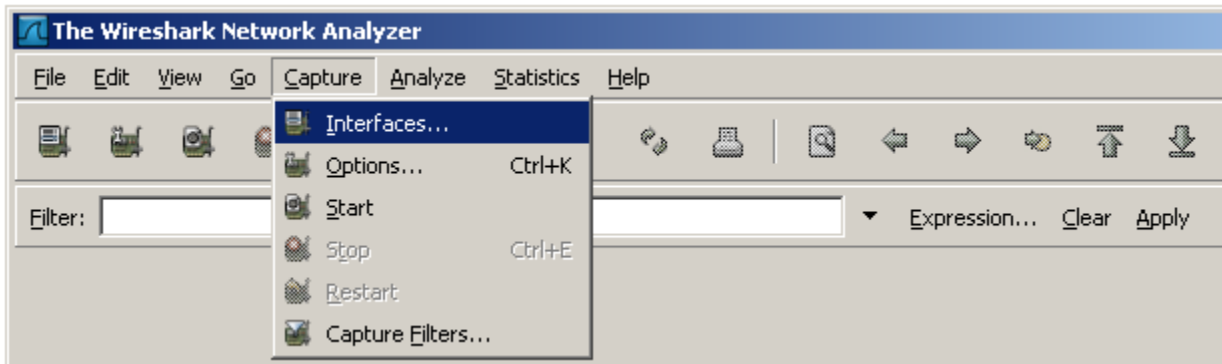 The Wireshark Network Analyzer
File Edit View Go Capture Analyze Statistics Help
Interfaces...
Options... Ctrl+K
Start
Stop Ctrl+E
Restart
Capture Filters...
Filter: Expression... Clear Apply